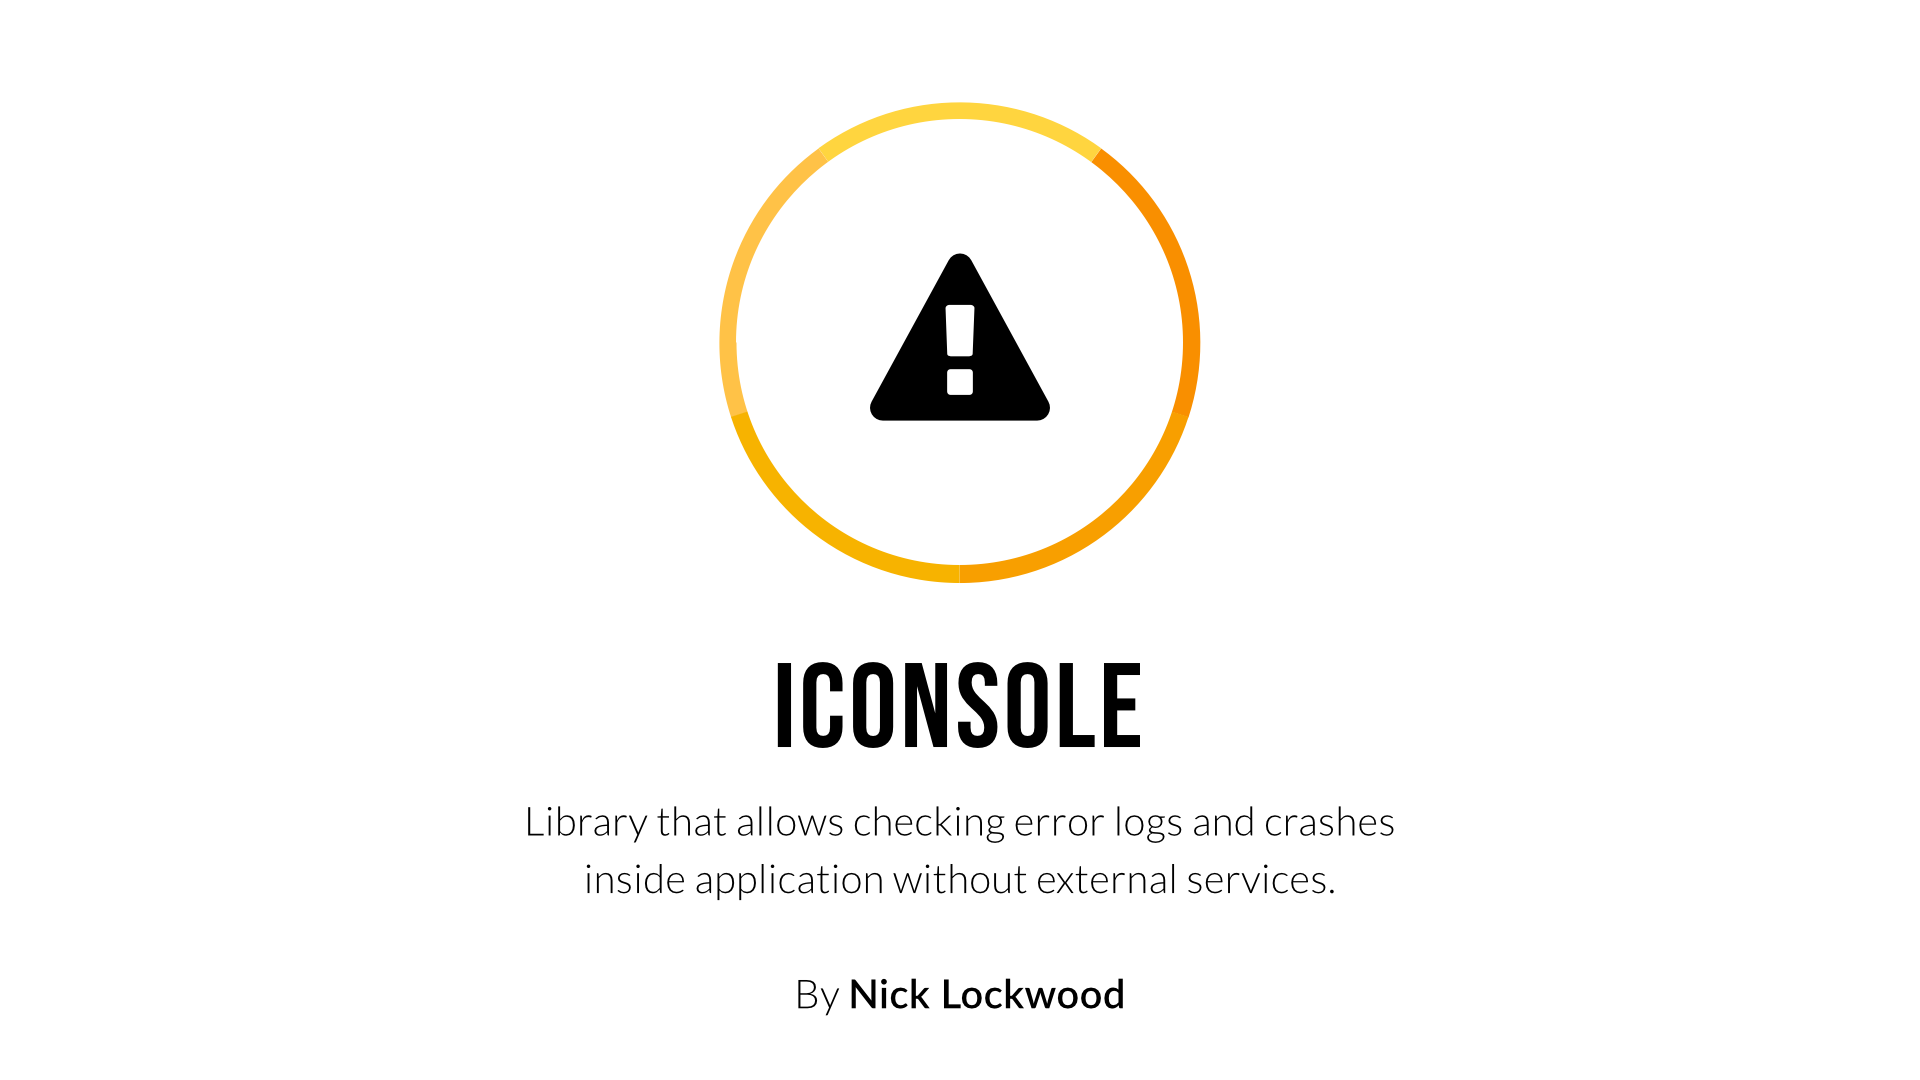 ICONSOLE
Library that allows checking error logs and crashes
inside application without external services.
By Nick Lockwood